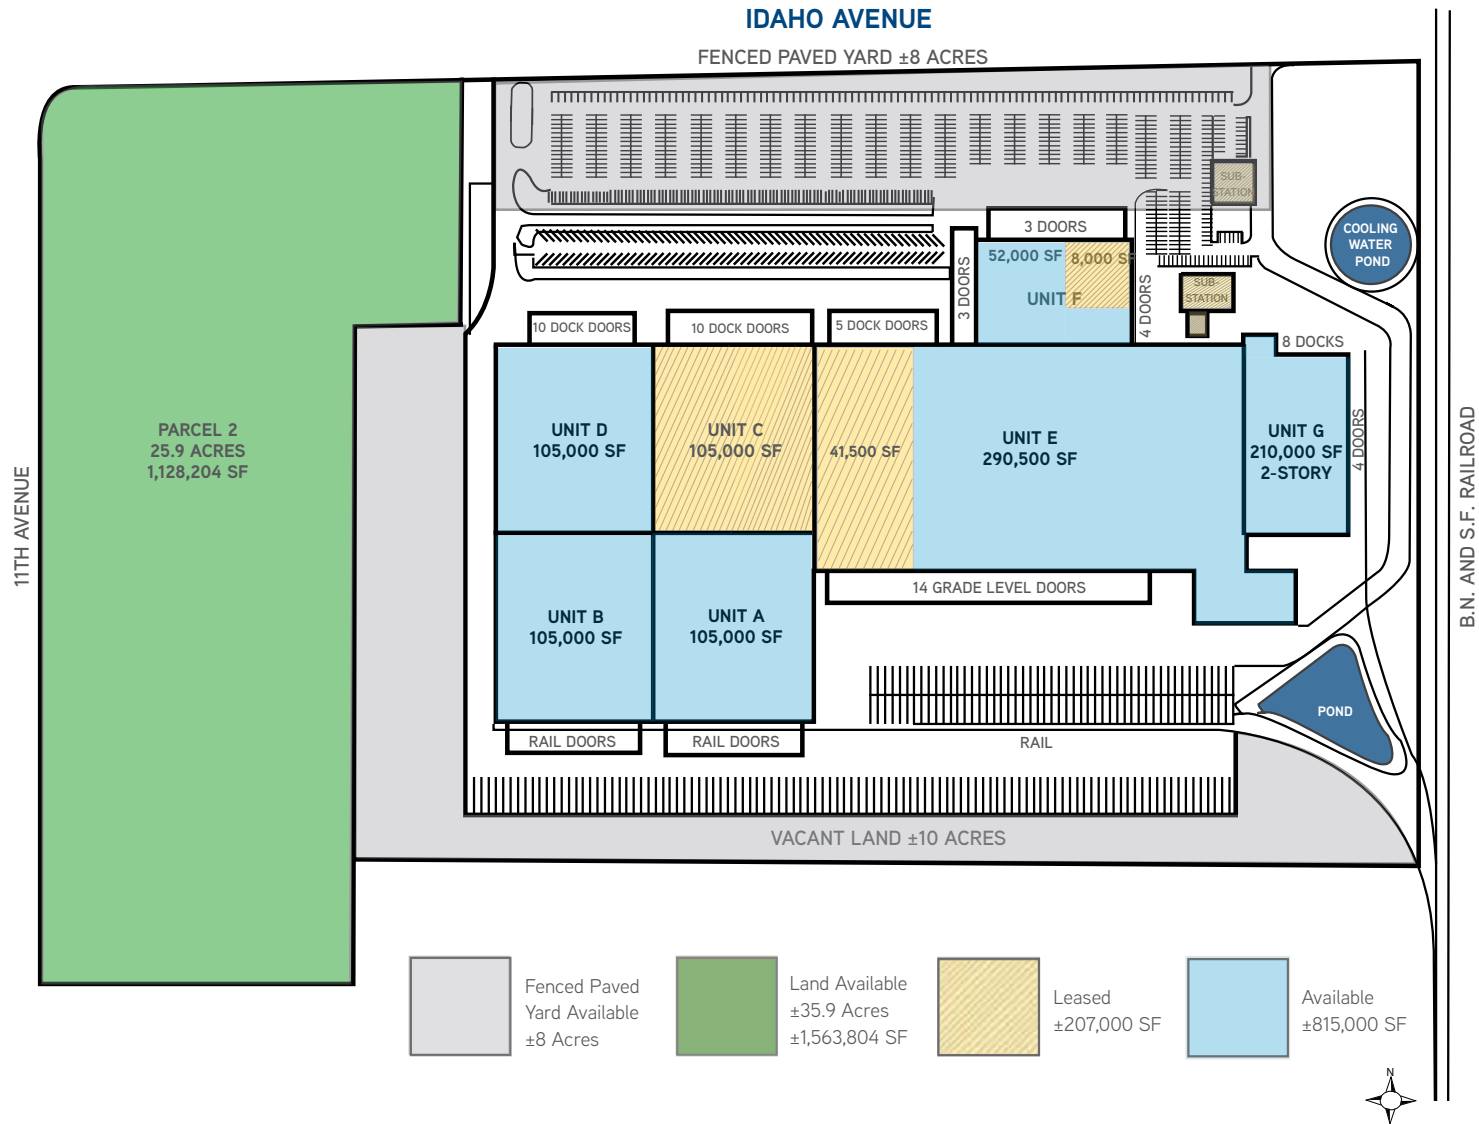 IDAHO AVENUE
FENCED PAVED YARD ±8 ACRES
SUB-
STATION
COOLING
WATER
POND
3 DOORS
52,000 SF
8,000 SF
UNIT F
3 DOORS
4 DOORS
SUB-
STATION
10 DOCK DOORS
10 DOCK DOORS
5 DOCK DOORS
8 DOCKS
PARCEL 2
25.9 ACRES
1,128,204 SF
UNIT D
105,000 SF
UNIT C
105,000 SF
41,500 SF
UNIT E
290,500 SF
UNIT G
210,000 SF
2-STORY
4 DOORS
11TH AVENUE
B.N. AND S.F. RAILROAD
14 GRADE LEVEL DOORS
UNIT B
105,000 SF
UNIT A
105,000 SF
POND
RAIL DOORS
RAIL DOORS
RAIL
VACANT LAND ±10 ACRES
Fenced Paved
Yard Available
±8 Acres
Land Available
±35.9 Acres
±1,563,804 SF
Leased
±207,000 SF
Available
±815,000 SF
N